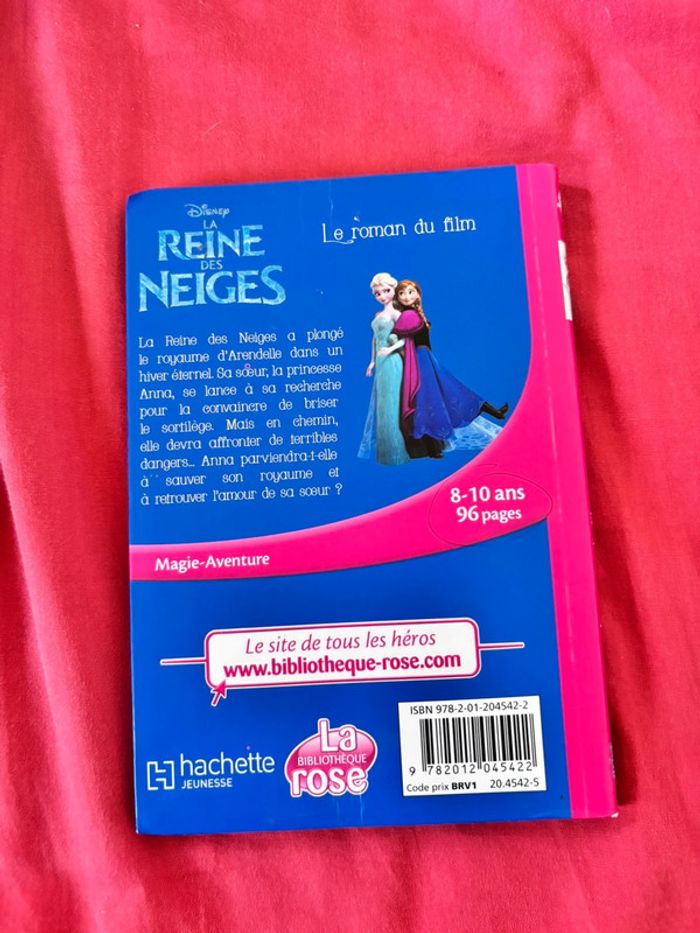 Disney
LA
REINE
DES
NEIGES
Le roman du film
La Reine des Neiges a plongé
le royaume d'Arendelle dans un
hiver éternel. Sa sœur, la princesse
Anna, se lance à sa recherche
pour la convaincre de briser
le sortilège. Mais en chemin,
elle devra affronter de terribles
dangers... Anna parviendra-t-elle
à sauver son royaume et
à retrouver l'amour de sa sœur ?
8-10 ans
96 pages
Magie-Aventure
Le site de tous les héros
www.bibliotheque-rose.com
hachette
JEUNESSE
La
BIBLIOTHÈQUE
rose
ISBN 978-2-01-204542-2
9 782012 045422
Code prix BRV1 20.4542-5